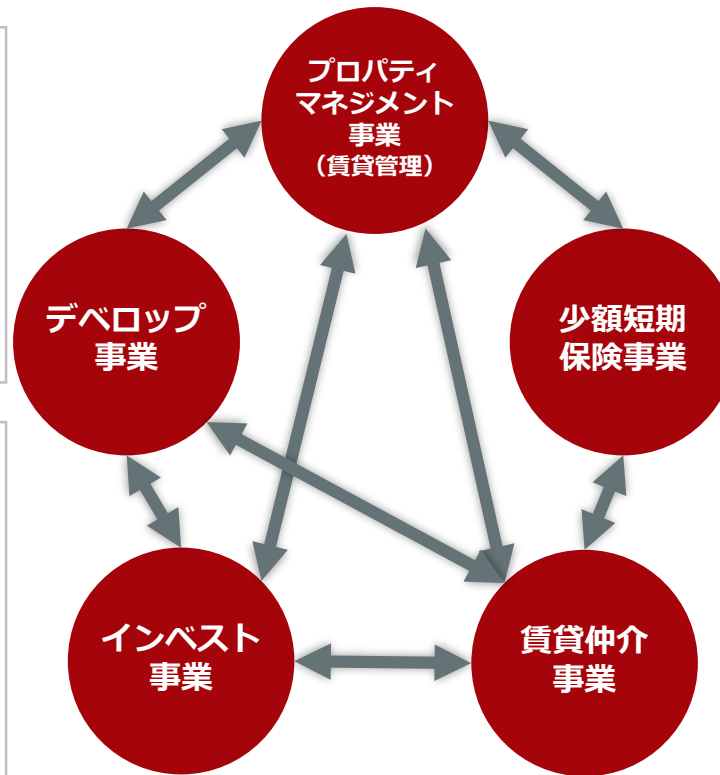 プロパティ
マネジメント
事業
（賃貸管理）
デベロップ
事業
少額短期
保険事業
インベスト
事業
賃貸仲介
事業